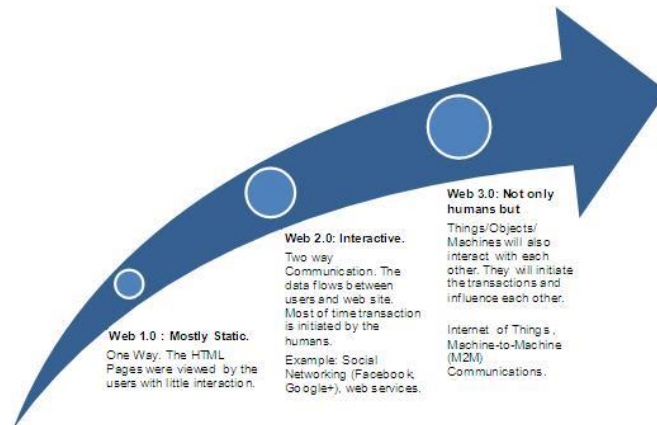 Web 1.0 : Mostly Static.
One Way. The HTML
Pages were viewed by the
users with little interaction.
Web 2.0: Interactive.
Two way
Communication. The
data flows between
users and web site.
Most of time transaction
is initiated by the
humans.
Example: Social
Networking (Facebook,
Google+), web services.
Web 3.0: Not only
humans but
Things/Objects/
Machines will also
interact with each
other. They will initiate
the transactions and
influence each other.
Internet of Things ,
Machine-to-Machine
(M2M)
Communications.